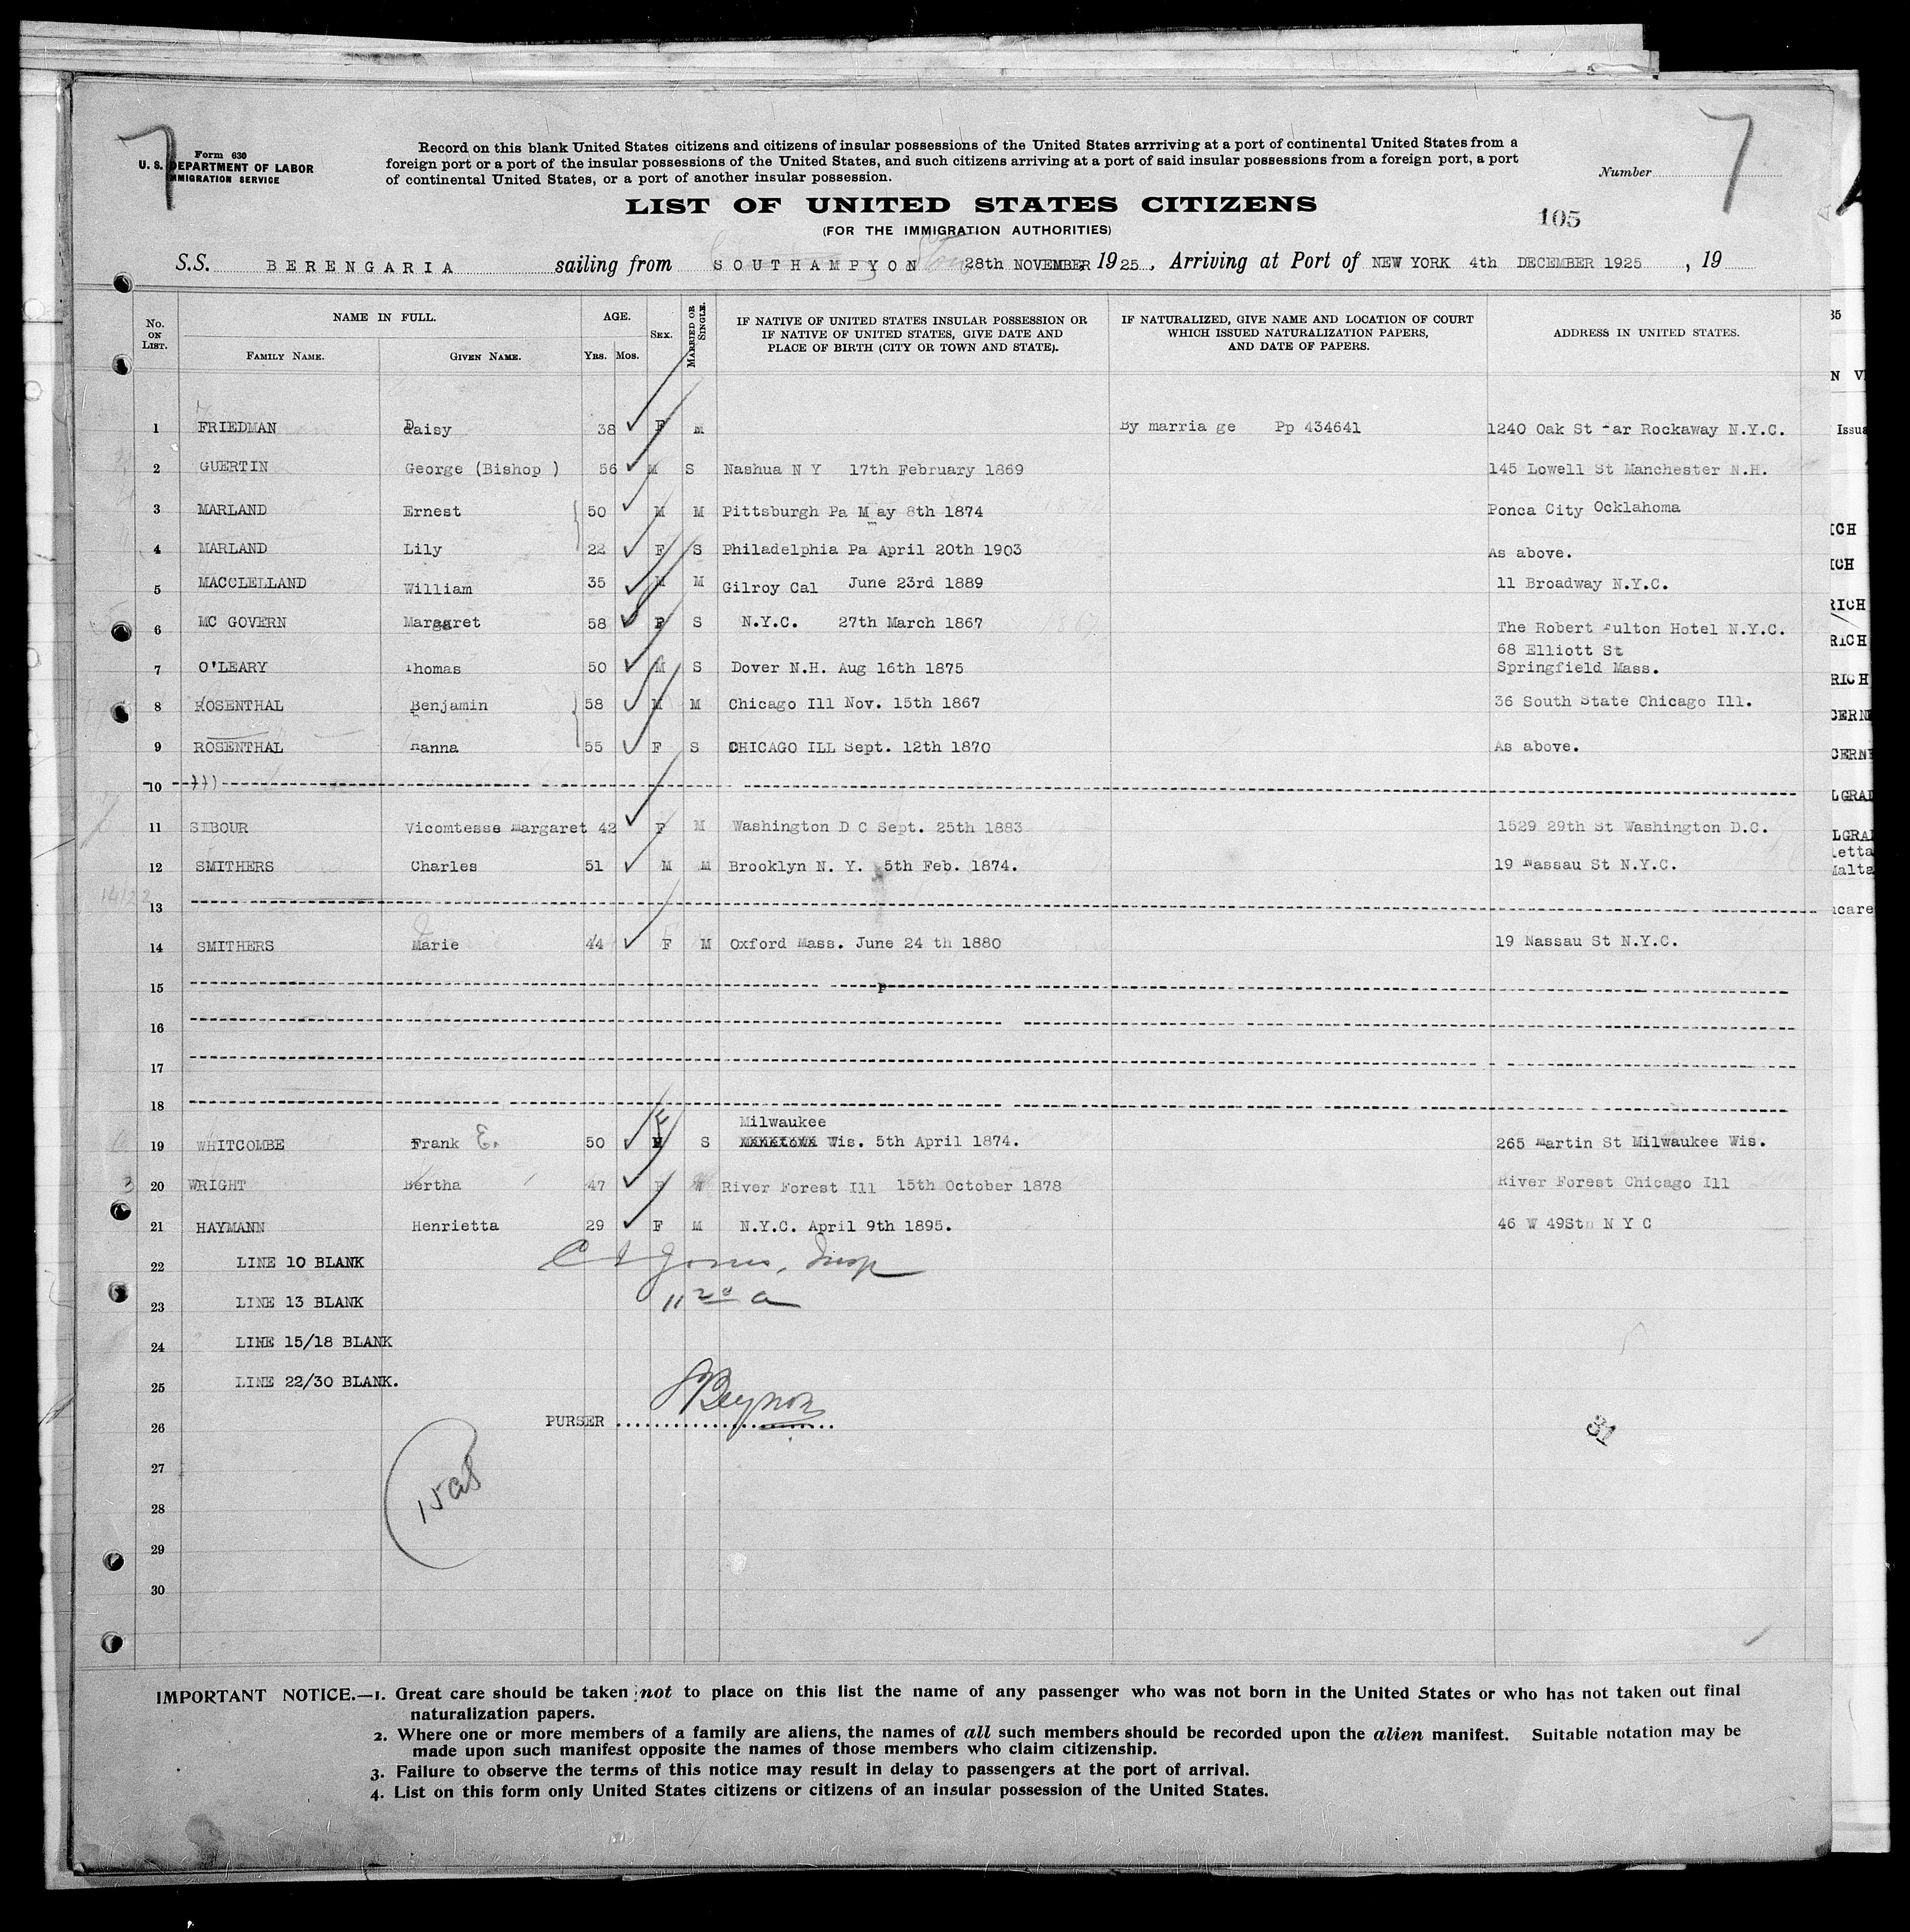 7
7
Form 630
U. S. DEPARTMENT OF LABOR
IMMIGRATION SERVICE
Record on this blank United States citizens and citizens of insular possessions of the United States arrriving at a port of continental United States from a
foreign port or a port of the insular possessions of the United States, and such citizens arriving at a port of said insular possessions from a foreign port, a port
of continental United States, or a port of another insular possession.
Number
LIST OF UNITED STATES CITIZENS
(FOR THE IMMIGRATION AUTHORITIES)
105
S.S. BERENGARIA sailing from SOUTHAMPYON 28th NOVEMBER, 1925, Arriving at Port of NEW YORK 4th DECEMBER 1925, 19
No. ON LIST.
NAME IN FULL.
FAMILY NAME. GIVEN NAME.
AGE.
YRS. MOS.
SEX.
MARRIED OR SINGLE.
IF NATIVE OF UNITED STATES INSULAR POSSESSION OR
IF NATIVE OF UNITED STATES, GIVE DATE AND
PLACE OF BIRTH (CITY OR TOWN AND STATE).
IF NATURALIZED, GIVE NAME AND LOCATION OF COURT
WHICH ISSUED NATURALIZATION PAPERS,
AND DATE OF PAPERS.
ADDRESS IN UNITED STATES.
1 FRIEDMAN Daisy 38 F M By marria ge Pp 434641 1240 Oak St Far Rockaway N.Y.C.
2 GUERTIN George (Bishop ) 56 M S Nashua N Y 17th February 1869 145 Lowell St Manchester N.H.
3 MARLAND Ernest 50 M M Pittsburgh Pa May 8th 1874 Ponca City Ocklahoma
4 MARLAND Lily 22 F S Philadelphia Pa April 20th 1903 As above.
5 MACCLELLAND William 35 M M Gilroy Cal June 23rd 1889 11 Broadway N.Y.C.
6 MC GOVERN Margaret 58 F S N.Y.C. 27th March 1867 The Robert Fulton Hotel N.Y.C.
7 O'LEARY Thomas 50 M S Dover N.H. Aug 16th 1875 68 Elliott St
Springfield Mass.
8 ROSENTHAL Benjamin 58 M M Chicago Ill Nov. 15th 1867 36 South State Chicago Ill.
9 ROSENTHAL Hanna 55 F S CHICAGO ILL Sept. 12th 1870 As above.
10
11 SIBOUR Vicomtesse Margaret 42 F M Washington D C Sept. 25th 1883 1529 29th St Washington D.C.
12 SMITHERS Charles 51 M M Brooklyn N. Y. 5th Feb. 1874. 19 Nassau St N.Y.C.
13
14 SMITHERS Marie 44 F M Oxford Mass. June 24 th 1880 19 Nassau St N.Y.C.
15
16
17
18
Milwaukee
19 WHITCOMBE Frank E. 50 F S Wis. 5th April 1874. 265 Martin St Milwaukee Wis.
20 WRIGHT Bertha 47 F River Forest Ill 15th October 1878 River Forest Chicago Ill
21 HAYMANN Henrietta 29 F M N.Y.C. April 9th 1895. 46 W 49Sth N Y C
22 LINE 10 BLANK
23 LINE 13 BLANK
24 LINE 15/18 BLANK
25 LINE 22/30 BLANK.
26 PURSER
31
27
28
29
30
IMPORTANT NOTICE.—1. Great care should be taken not to place on this list the name of any passenger who was not born in the United States or who has not taken out final
naturalization papers.
2. Where one or more members of a family are aliens, the names of all such members should be recorded upon the alien manifest. Suitable notation may be
made upon such manifest opposite the names of those members who claim citizenship.
3. Failure to observe the terms of this notice may result in delay to passengers at the port of arrival.
4. List on this form only United States citizens or citizens of an insular possession of the United States.